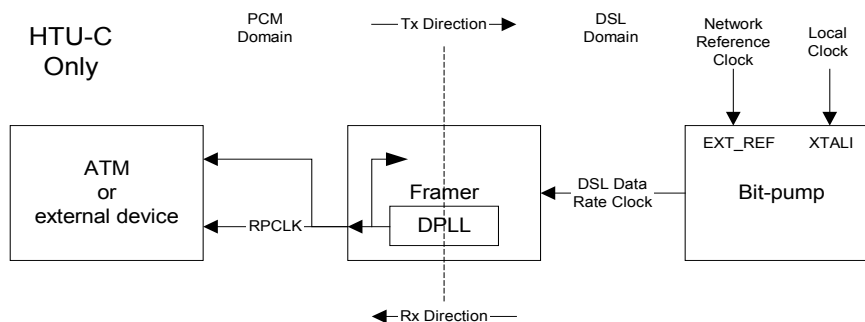 HTU-C
Only
PCM
Domain
Tx Direction
DSL
Domain
Network
Reference
Clock
Local
Clock
ATM
or
external device
RPCLK
Framer
DPLL
DSL Data
Rate Clock
EXT_REF
XTALI
Bit-pump
Rx Direction